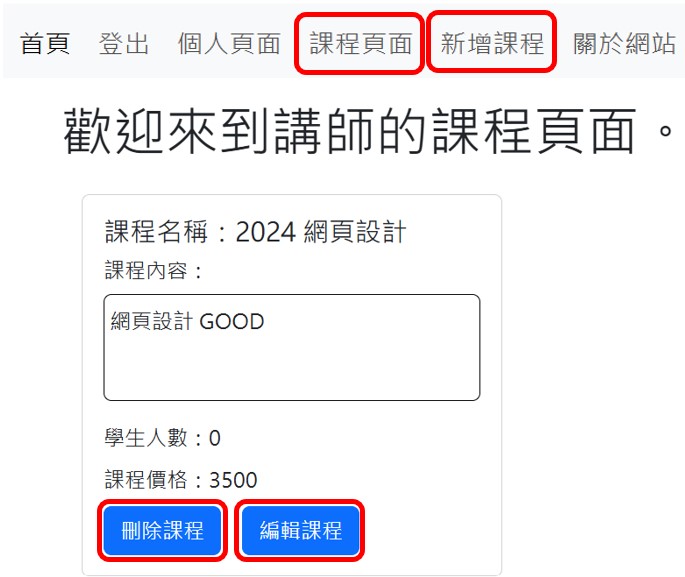 首頁 登出 個人頁面 課程頁面 新增課程 關於網站
歡迎來到講師的課程頁面。
課程名稱：2024 網頁設計
課程內容：
網頁設計 GOOD
學生人數：0
課程價格：3500
刪除課程 編輯課程